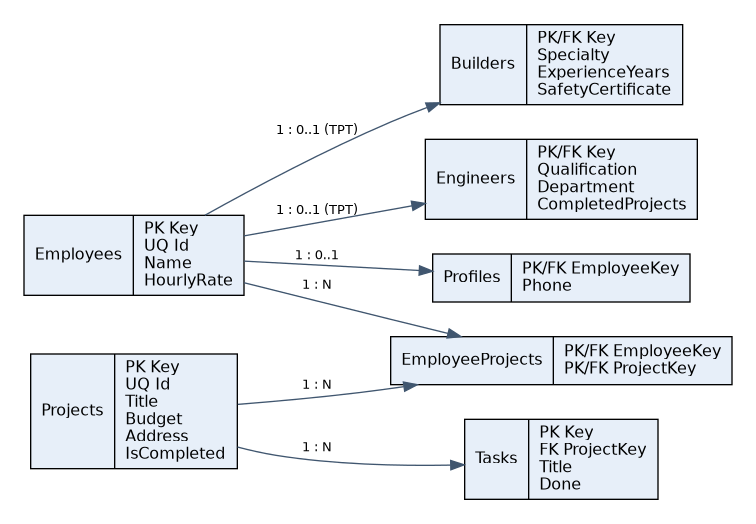 Builders
PK/FK Key
Specialty
ExperienceYears
SafetyCertificate
1 : 0..1 (TPT)
Engineers
PK/FK Key
Qualification
Department
CompletedProjects
1 : 0..1 (TPT)
Employees
PK Key
UQ Id
Name
HourlyRate
1 : 0..1
Profiles
PK/FK EmployeeKey
Phone
1 : N
EmployeeProjects
PK/FK EmployeeKey
PK/FK ProjectKey
Projects
PK Key
UQ Id
Title
Budget
Address
IsCompleted
1 : N
1 : N
Tasks
PK Key
FK ProjectKey
Title
Done